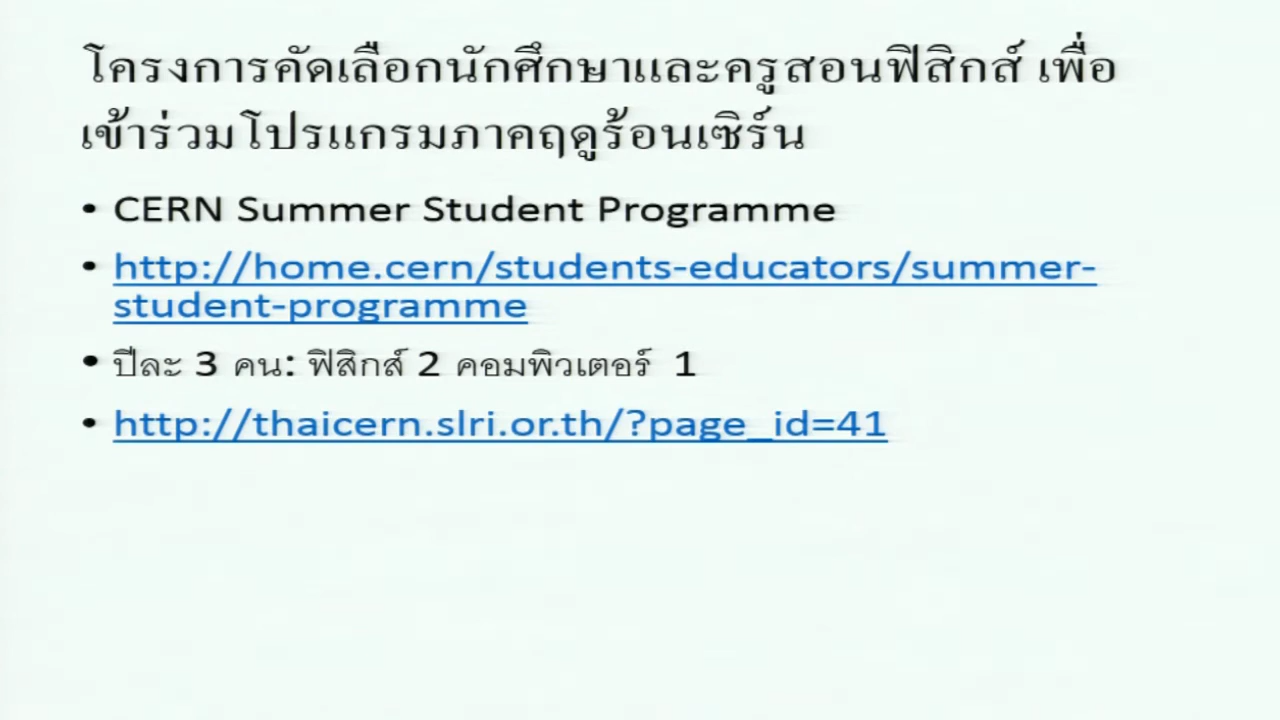 โครงการคัดเลือกนักศึกษาและครูสอนฟิสิกส์ เพื่อ
เข้าร่วมโปรแกรมภาคฤดูร้อนเซิร์น
• CERN Summer Student Programme
• http://home.cern/students-educators/summer-
student-programme
• ปีละ 3 คน: ฟิสิกส์ 2 คอมพิวเตอร์ 1
• http://thaicern.slri.or.th/?page_id=41